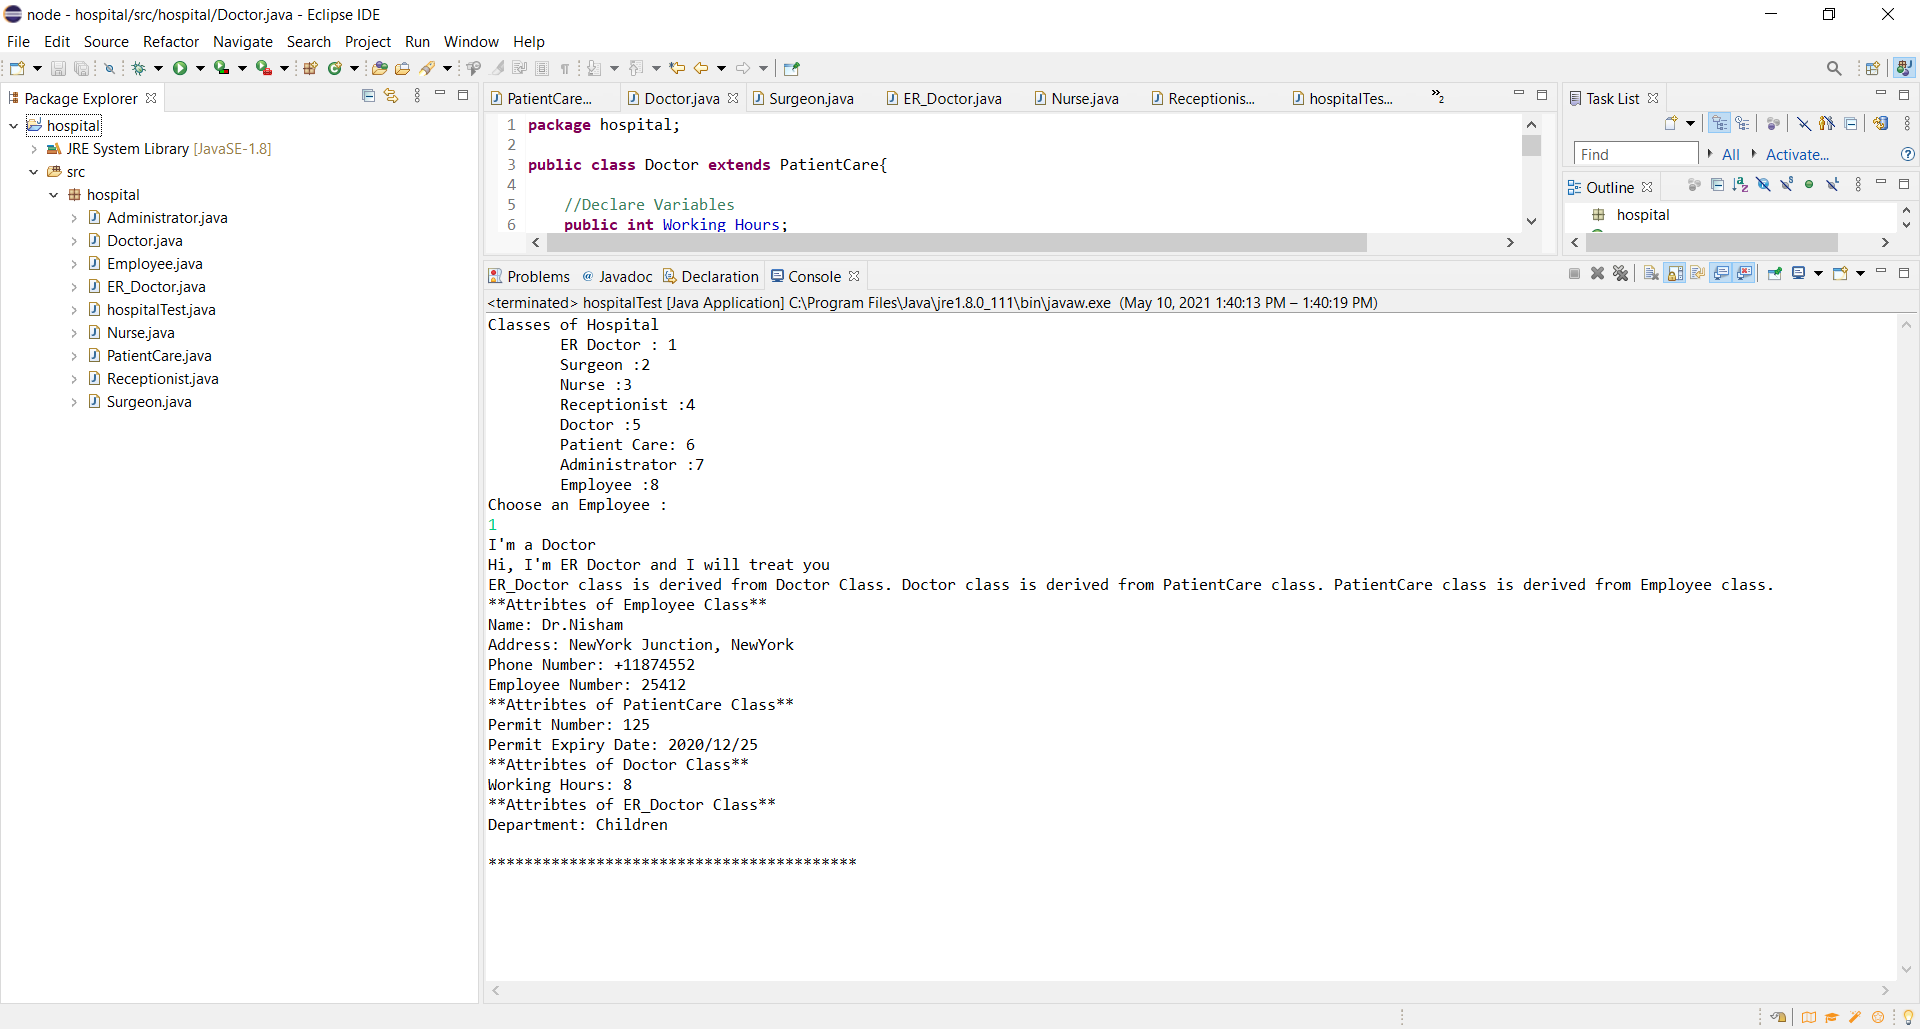 node - hospital/src/hospital/Doctor.java - Eclipse IDE
File Edit Source Refactor Navigate Search Project Run Window Help
Package Explorer
hospital
JRE System Library [JavaSE-1.8]
src
hospital
Administrator.java
Doctor.java
Employee.java
ER_Doctor.java
hospitalTest.java
Nurse.java
PatientCare.java
Receptionist.java
Surgeon.java
PatientCare... Doctor.java Surgeon.java ER_Doctor.java Nurse.java Receptionis... hospitalTes... »2
1 package hospital;
2
3 public class Doctor extends PatientCare{
4
5 //Declare Variables
6 public int Working_Hours;
Task List
Find All Activate...
Outline
hospital
Problems @ Javadoc Declaration Console
<terminated> hospitalTest [Java Application] C:\Program Files\Java\jre1.8.0_111\bin\javaw.exe (May 10, 2021 1:40:13 PM – 1:40:19 PM)
Classes of Hospital
ER Doctor : 1
Surgeon :2
Nurse :3
Receptionist :4
Doctor :5
Patient Care: 6
Administrator :7
Employee :8
Choose an Employee :
1
I'm a Doctor
Hi, I'm ER Doctor and I will treat you
ER_Doctor class is derived from Doctor Class. Doctor class is derived from PatientCare class. PatientCare class is derived from Employee class.
**Attribtes of Employee Class**
Name: Dr.Nisham
Address: NewYork Junction, NewYork
Phone Number: +11874552
Employee Number: 25412
**Attribtes of PatientCare Class**
Permit Number: 125
Permit Expiry Date: 2020/12/25
**Attribtes of Doctor Class**
Working Hours: 8
**Attribtes of ER_Doctor Class**
Department: Children
*****************************************